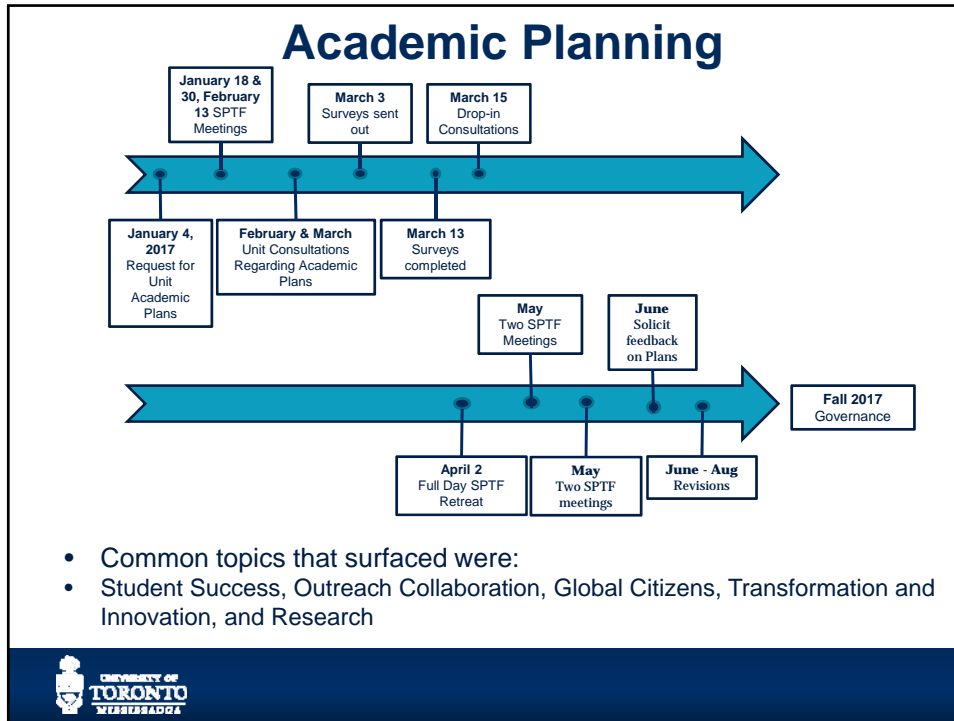 Academic Planning
January 18 &
30, February
13 SPTF
Meetings
March 3
Surveys sent
out
March 15
Drop-in
Consultations
January 4,
2017
Request for
Unit
Academic
Plans
February & March
Unit Consultations
Regarding Academic
Plans
March 13
Surveys
completed
May
Two SPTF
Meetings
June
Solicit
feedback
on Plans
Fall 2017
Governance
April 2
Full Day SPTF
Retreat
May
Two SPTF
meetings
June - Aug
Revisions
• Common topics that surfaced were:
• Student Success, Outreach Collaboration, Global Citizens, Transformation and
Innovation, and Research
UNIVERSITY OF
TORONTO
MISSISSAUGA